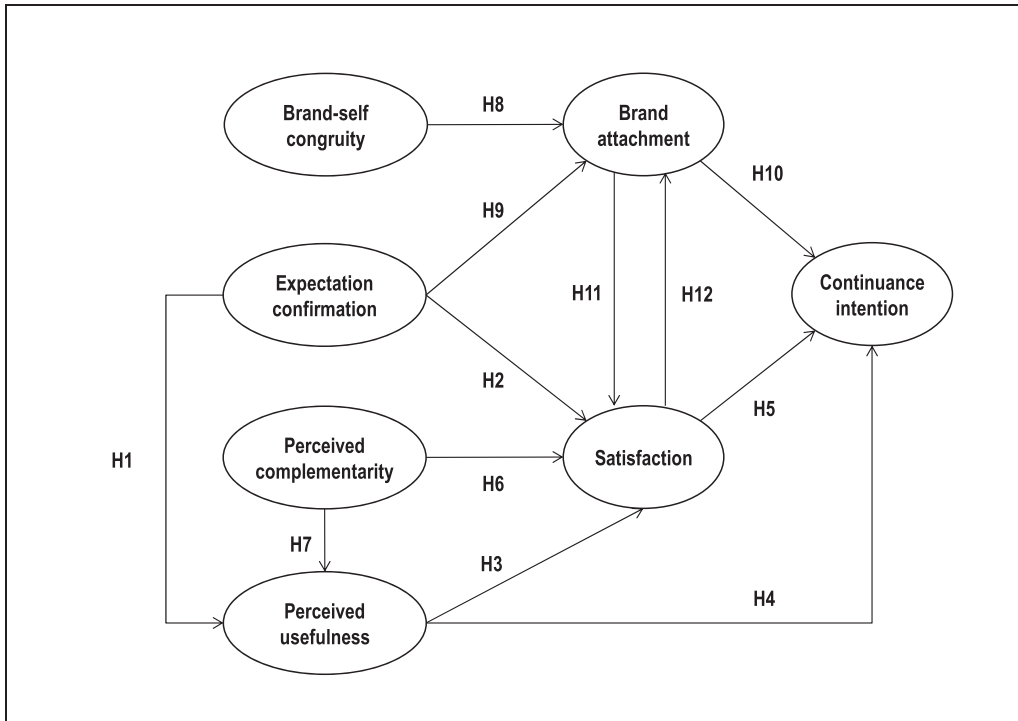 Brand-self
congruity
H8
Brand
attachment
H10
H9
Expectation
confirmation
H11
H12
Continuance
intention
H2
H5
Perceived
complementarity
H6
Satisfaction
H1
H7
H3
H4
Perceived
usefulness